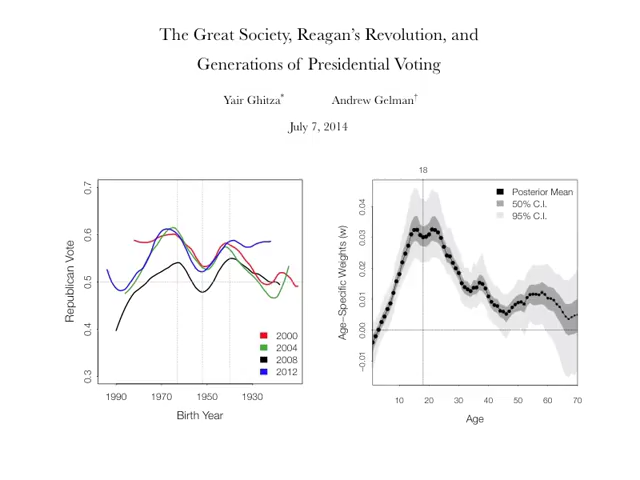 The Great Society, Reagan's Revolution, and
Generations of Presidential Voting
Yair Ghitza* Andrew Gelman†
July 7, 2014
0.7
0.6
0.5
0.4
0.3
Republican Vote
2000
2004
2008
2012
1990 1970 1950 1930
Birth Year
18
Posterior Mean
50% C.I.
95% C.I.
0.04
0.03
0.02
0.01
0.00
−0.01
Age−Specific Weights (w)
10 20 30 40 50 60 70
Age